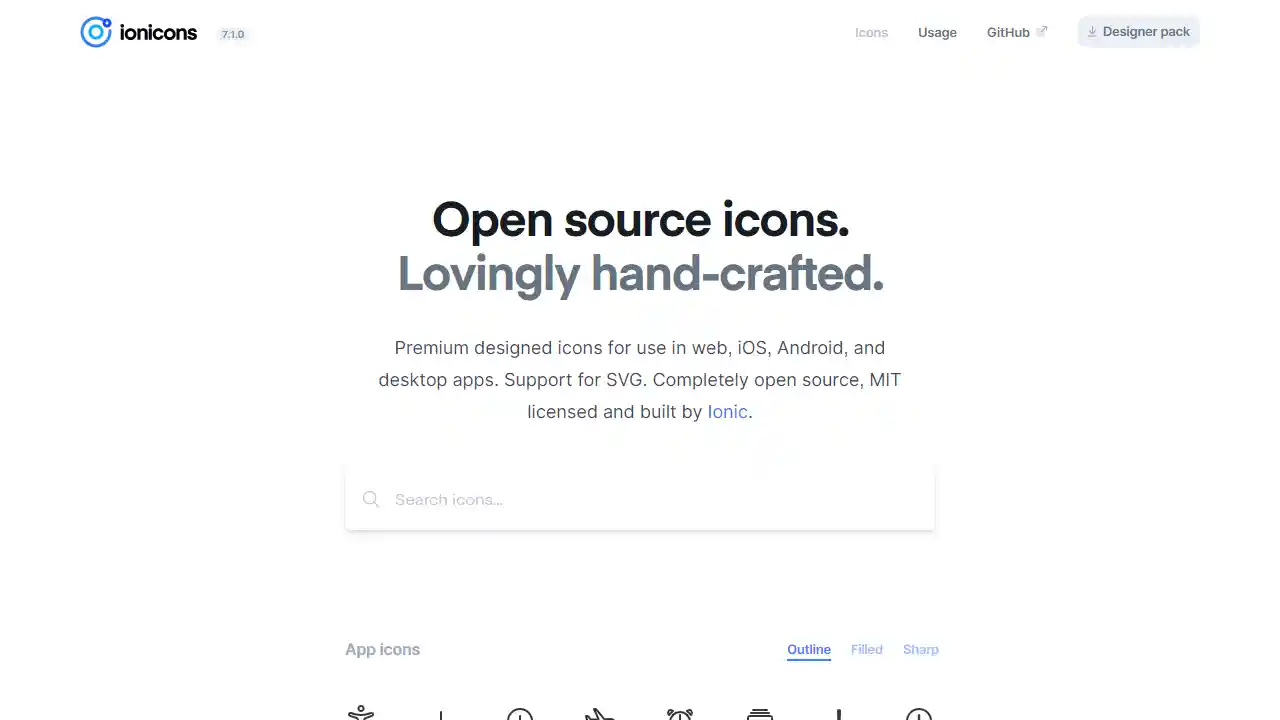 ionicons 7.1.0 Icons Usage GitHub Designer pack
Open source icons.
Lovingly hand-crafted.
Premium designed icons for use in web, iOS, Android, and
desktop apps. Support for SVG. Completely open source, MIT
licensed and built by Ionic.
Search icons...
App icons Outline Filled Sharp